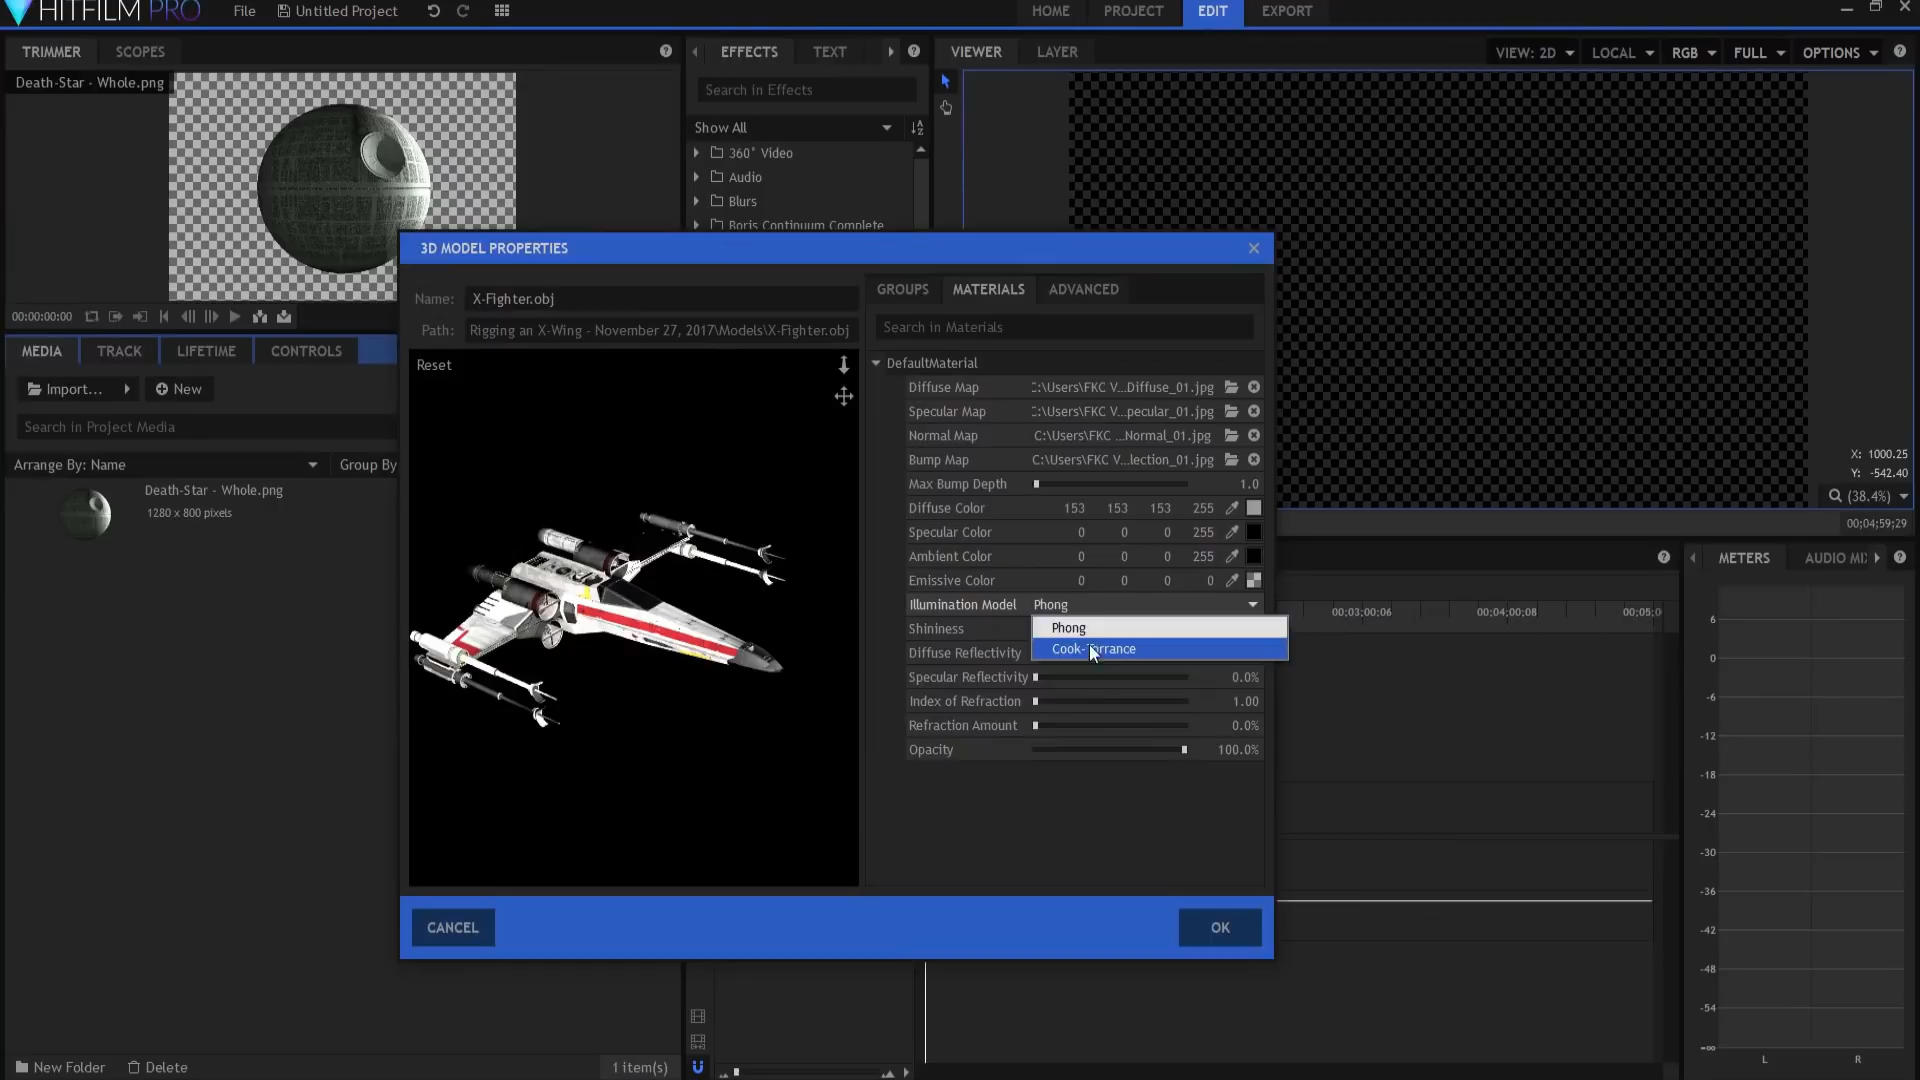 HITFILM PRO File Untitled Project HOME PROJECT EDIT EXPORT
TRIMMER SCOPES
Death-Star - Whole.png
00:00:00:00
EFFECTS TEXT
Search in Effects
Show All
360° Video
Audio
Blurs
Boris Continuum Complete
VIEWER LAYER VIEW: 2D LOCAL RGB FULL OPTIONS
X: 1000.25
Y: -542.40
(38.4%)
00;04;59;29
MEDIA TRACK LIFETIME CONTROLS
Import... New
Search in Project Media
Arrange By: Name Group By
Death-Star - Whole.png
1280 x 800 pixels
New Folder Delete 1 item(s)
3D MODEL PROPERTIES
Name: X-Fighter.obj
Path: Rigging an X-Wing - November 27, 2017\Models\X-Fighter.obj
Reset
GROUPS MATERIALS ADVANCED
Search in Materials
DefaultMaterial
Diffuse Map C:\Users\FKC V...Diffuse_01.jpg
Specular Map C:\Users\FKC V...pecular_01.jpg
Normal Map C:\Users\FKC ...Normal_01.jpg
Bump Map C:\Users\FKC V...lection_01.jpg
Max Bump Depth 1.0
Diffuse Color 153 153 153 255
Specular Color 0 0 0 255
Ambient Color 0 0 0 255
Emissive Color 0 0 0 0
Illumination Model Phong
Phong
Cook-Torrance
Shininess
Diffuse Reflectivity
Specular Reflectivity 0.0%
Index of Refraction 1.00
Refraction Amount 0.0%
Opacity 100.0%
CANCEL OK
00;03;00;06 00;04;00;08 00;05;0
METERS AUDIO MI
6
0
-6
-12
-18
-24
-30
-36
-42
-48
-54
-∞
L R